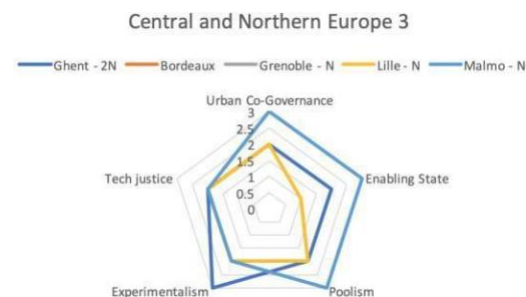 Central and Northern Europe 3
Ghent - 2N Bordeaux Grenoble - N Lille - N Malmo - N
Urban Co-Governance
3
2.5
2
1.5
1
0.5
0
Enabling State
Tech justice
Experimentalism
Poolism